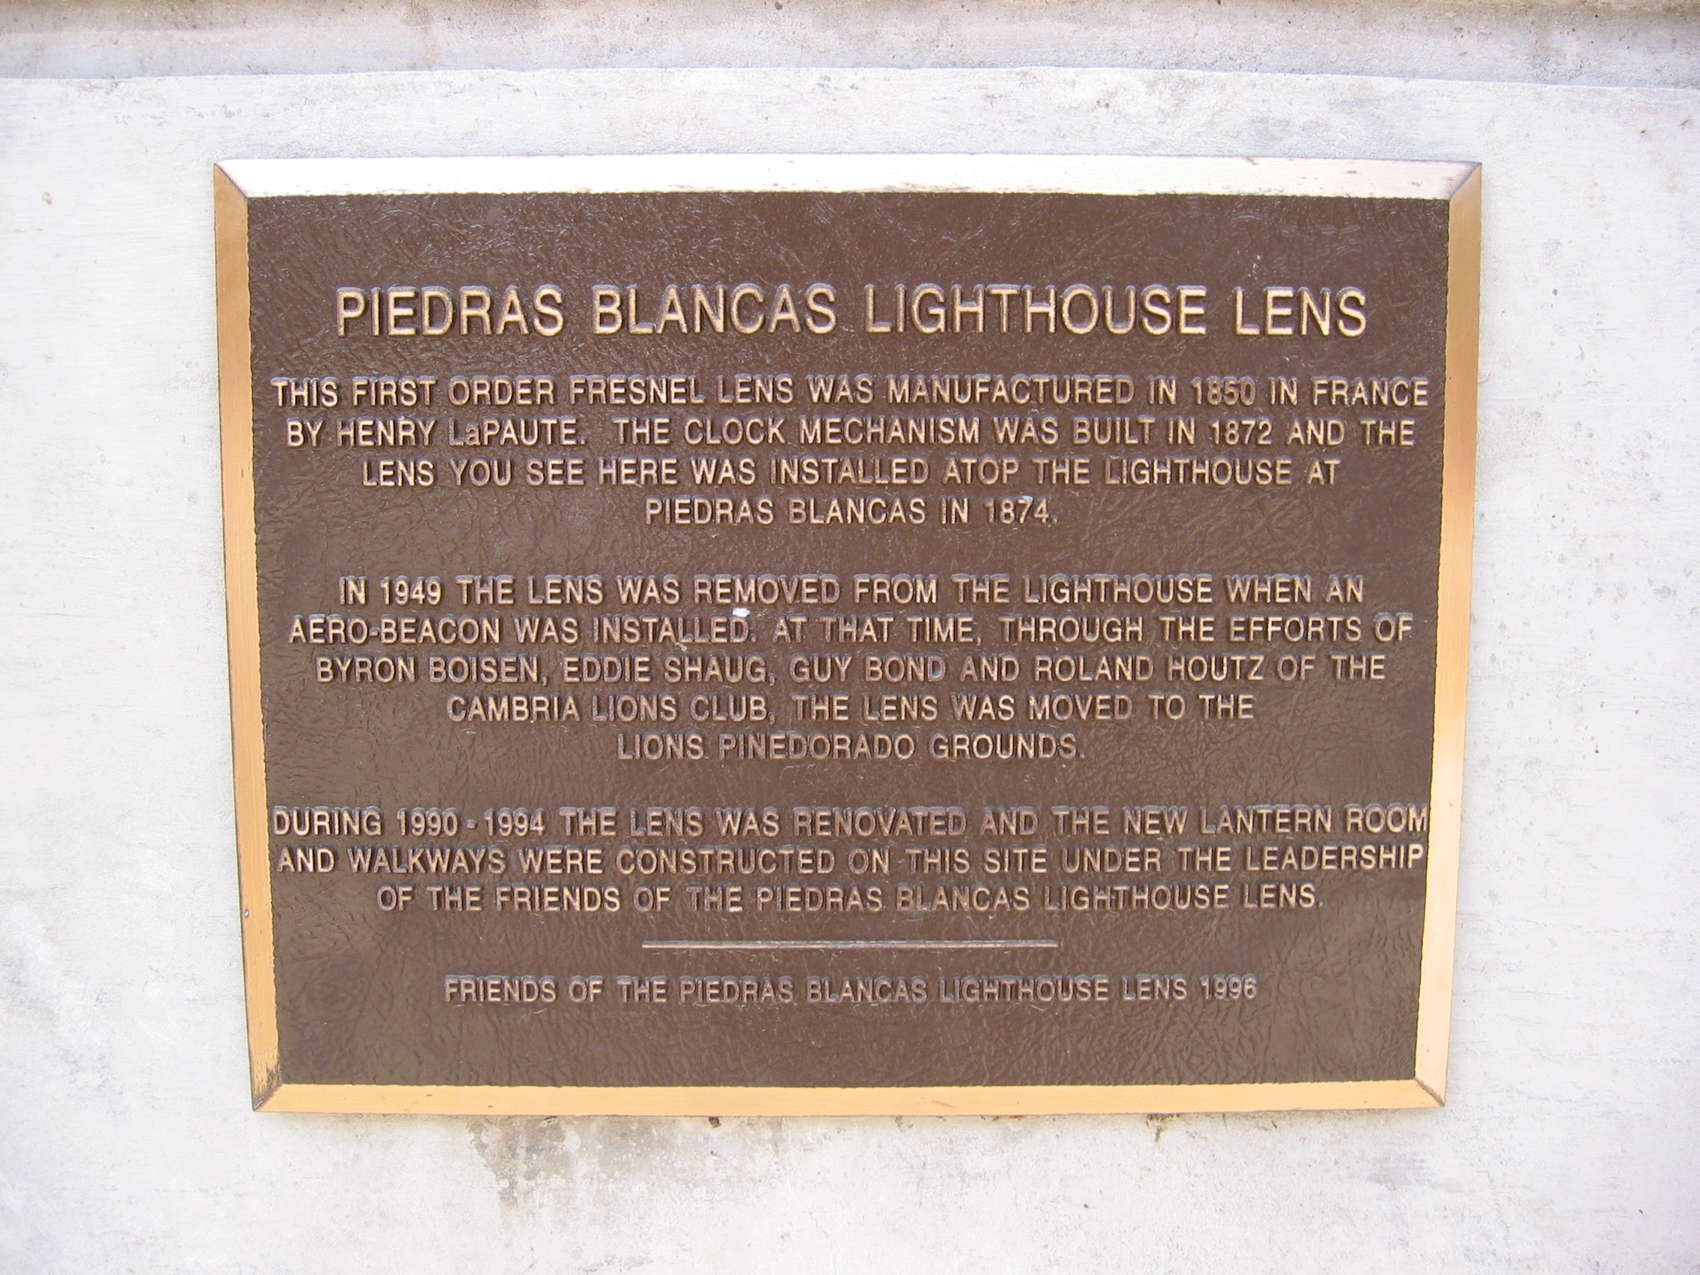 PIEDRAS BLANCAS LIGHTHOUSE LENS
THIS FIRST ORDER FRESNEL LENS WAS MANUFACTURED IN 1850 IN FRANCE
BY HENRY LaPAUTE. THE CLOCK MECHANISM WAS BUILT IN 1872 AND THE
LENS YOU SEE HERE WAS INSTALLED ATOP THE LIGHTHOUSE AT
PIEDRAS BLANCAS IN 1874.
IN 1949 THE LENS WAS REMOVED FROM THE LIGHTHOUSE WHEN AN
AERO-BEACON WAS INSTALLED. AT THAT TIME, THROUGH THE EFFORTS OF
BYRON BOISEN, EDDIE SHAUG, GUY BOND AND ROLAND HOUTZ OF THE
CAMBRIA LIONS CLUB, THE LENS WAS MOVED TO THE
LIONS PINEDORADO GROUNDS.
DURING 1990-1994 THE LENS WAS RENOVATED AND THE NEW LANTERN ROOM
AND WALKWAYS WERE CONSTRUCTED ON THIS SITE UNDER THE LEADERSHIP
OF THE FRIENDS OF THE PIEDRAS BLANCAS LIGHTHOUSE LENS.
FRIENDS OF THE PIEDRAS BLANCAS LIGHTHOUSE LENS 1996